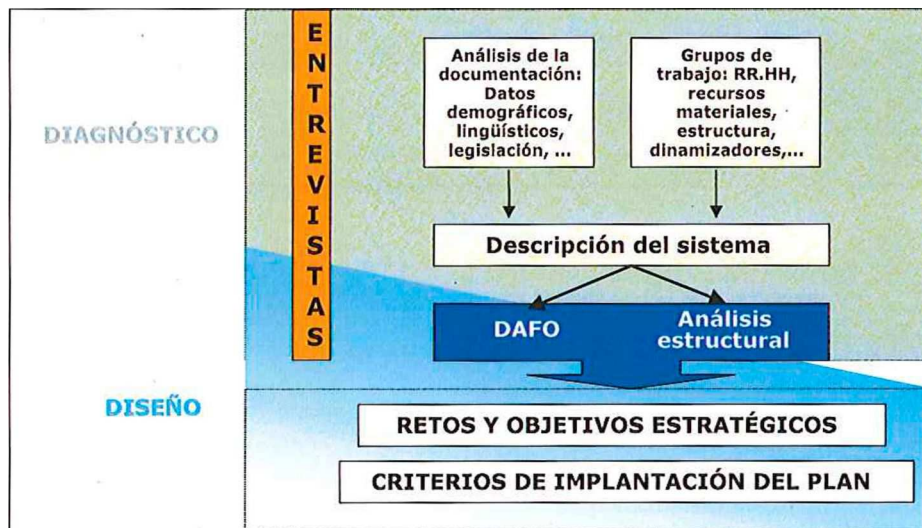 DIAGNÓSTICO
ENTREVISTAS
Análisis de la
documentación:
Datos
demográficos,
lingüísticos,
legislación, ...
Grupos de
trabajo: RR.HH,
recursos
materiales,
estructura,
dinamizadores,...
Descripción del sistema
DAFO
Análisis
estructural
DISEÑO
RETOS Y OBJETIVOS ESTRATÉGICOS
CRITERIOS DE IMPLANTACIÓN DEL PLAN